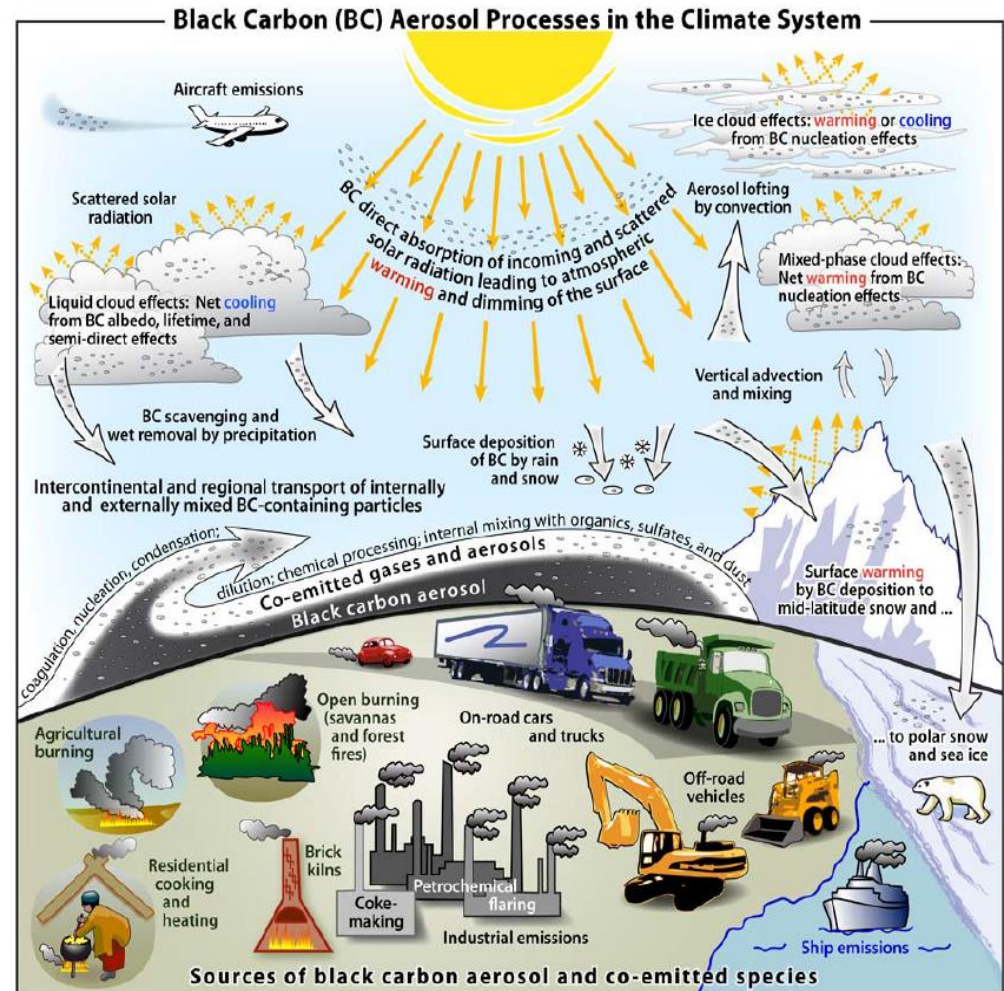 Black Carbon (BC) Aerosol Processes in the Climate System
Aircraft emissions
Ice cloud effects: warming or cooling
from BC nucleation effects
Scattered solar
radiation
BC direct absorption of incoming and scattered
solar radiation leading to atmospheric
warming and dimming of the surface
Aerosol lofting
by convection
Liquid cloud effects: Net cooling
from BC albedo, lifetime, and
semi-direct effects
Mixed-phase cloud effects:
Net warming from BC
nucleation effects
Vertical advection
and mixing
BC scavenging and
wet removal by precipitation
Surface deposition
of BC by rain
and snow
Intercontinental and regional transport of internally
and externally mixed BC-containing particles
coagulation, nucleation, condensation;
dilution; chemical processing; internal mixing with organics, sulfates, and dust
Co-emitted gases and aerosols
Black carbon aerosol
Surface warming
by BC deposition to
mid-latitude snow and ...
... to polar snow
and sea ice
Agricultural
burning
Open burning
(savannas
and forest
fires)
On-road cars
and trucks
Off-road
vehicles
Residential
cooking
and
heating
Brick
kilns
Coke-
making
Petrochemical
flaring
Industrial emissions
Ship emissions
Sources of black carbon aerosol and co-emitted species